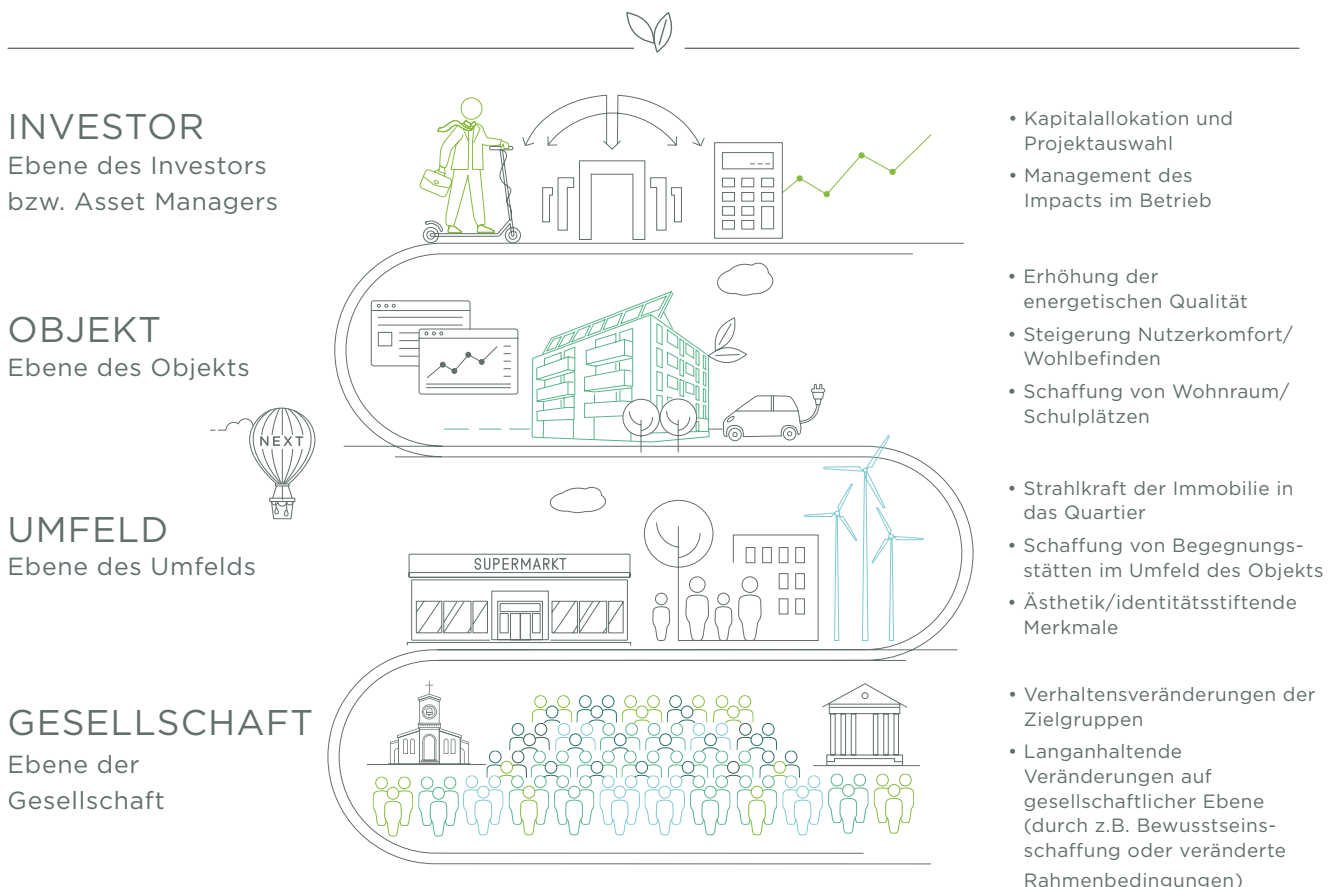 INVESTOR
Ebene des Investors
bzw. Asset Managers
• Kapitalallokation und
Projektauswahl
• Management des
Impacts im Betrieb
OBJEKT
Ebene des Objekts
• Erhöhung der
energetischen Qualität
• Steigerung Nutzerkomfort/
Wohlbefinden
• Schaffung von Wohnraum/
Schulplätzen
NEXT
UMFELD
Ebene des Umfelds
SUPERMARKT
• Strahlkraft der Immobilie in
das Quartier
• Schaffung von Begegnungs-
stätten im Umfeld des Objekts
• Ästhetik/identitätsstiftende
Merkmale
GESELLSCHAFT
Ebene der
Gesellschaft
• Verhaltensveränderungen der
Zielgruppen
• Langanhaltende
Veränderungen auf
gesellschaftlicher Ebene
(durch z.B. Bewusstseins-
schaffung oder veränderte
Rahmenbedingungen)